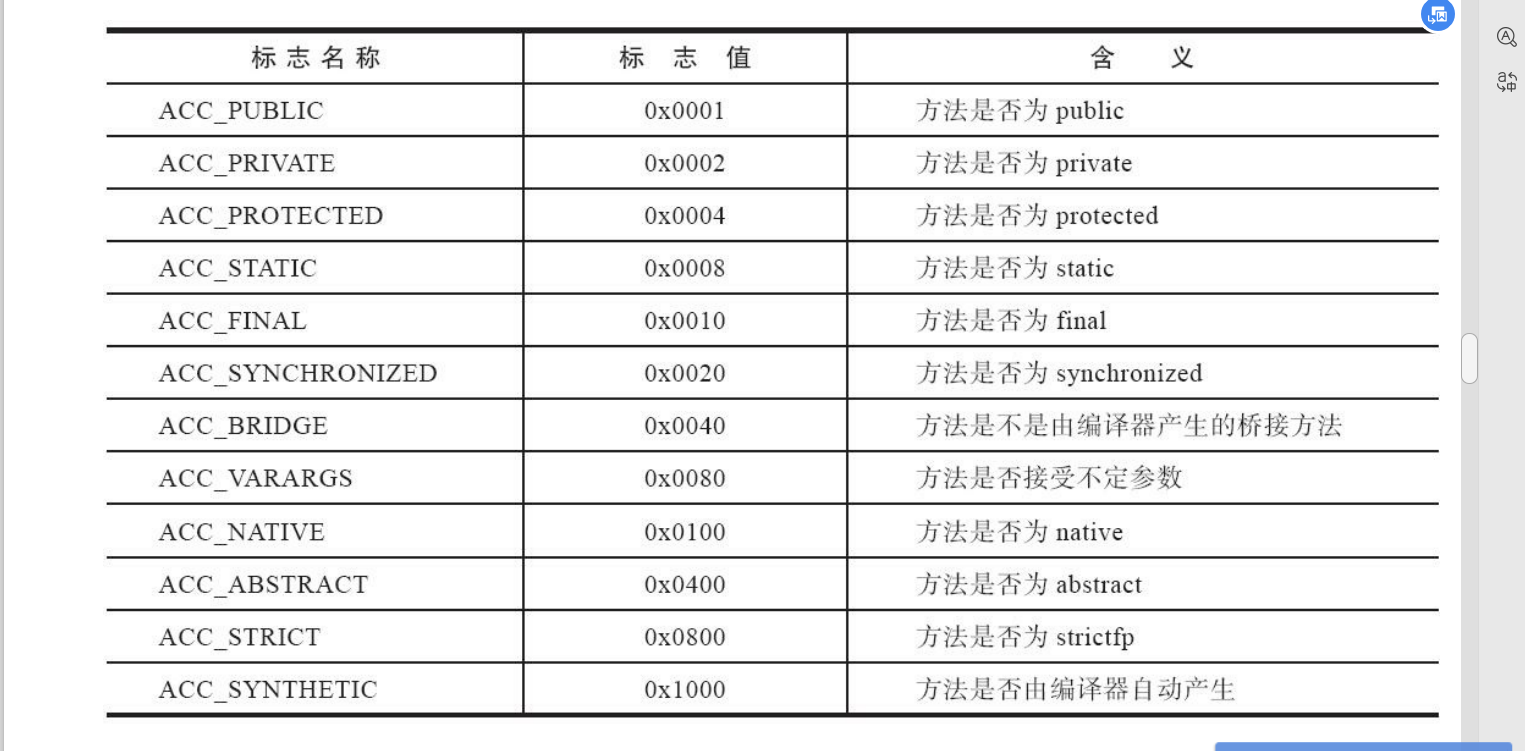 标志名称 标志值 含义
ACC_PUBLIC 0x0001 方法是否为 public
ACC_PRIVATE 0x0002 方法是否为 private
ACC_PROTECTED 0x0004 方法是否为 protected
ACC_STATIC 0x0008 方法是否为 static
ACC_FINAL 0x0010 方法是否为 final
ACC_SYNCHRONIZED 0x0020 方法是否为 synchronized
ACC_BRIDGE 0x0040 方法是不是由编译器产生的桥接方法
ACC_VARARGS 0x0080 方法是否接受不定参数
ACC_NATIVE 0x0100 方法是否为 native
ACC_ABSTRACT 0x0400 方法是否为 abstract
ACC_STRICT 0x0800 方法是否为 strictfp
ACC_SYNTHETIC 0x1000 方法是否由编译器自动产生